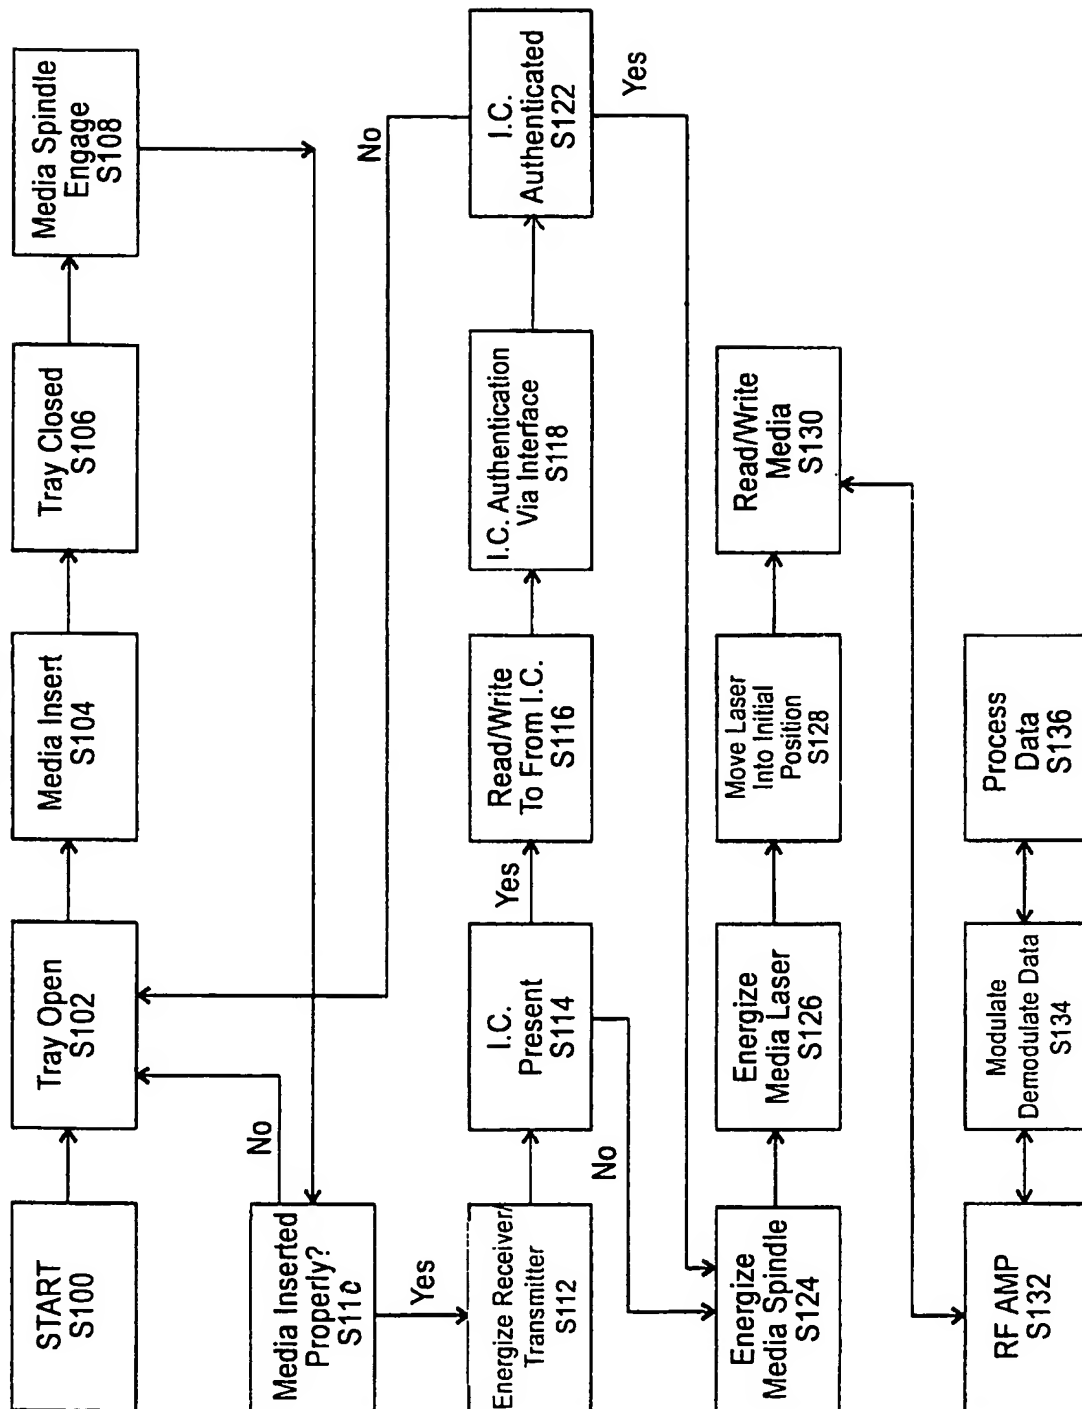 START
S100
Tray Open
S102
Media Insert
S104
Tray Closed
S106
Media Spindle
Engage
S108
Media Inserted
Properly?
S110
No
Yes
Energize Receiver/
Transmitter
S112
I.C.
Present
S114
Yes
No
Read/Write
To From I.C.
S116
I.C. Authentication
Via Interface
S118
I.C.
Authenticated
S122
No
Yes
Energize
Media Spindle
S124
Energize
Media Laser
S126
Move Laser
Into Initial
Position
S128
Read/Write
Media
S130
RF AMP
S132
Modulate
Demodulate Data
S134
Process
Data
S136